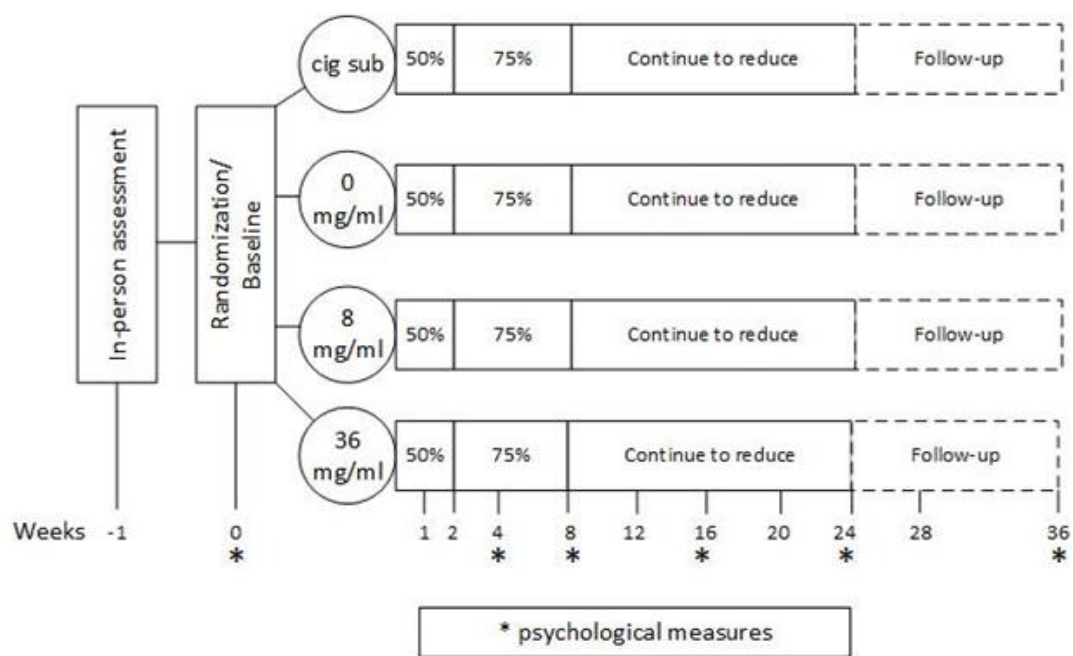 cig sub
50%
75%
Continue to reduce
Follow-up
In-person assessment
Randomization/
Baseline
0
mg/ml
50%
75%
Continue to reduce
Follow-up
8
mg/ml
50%
75%
Continue to reduce
Follow-up
36
mg/ml
50%
75%
Continue to reduce
Follow-up
Weeks -1 0 1 2 4 8 12 16 20 24 28 36
* * * * * *
* psychological measures